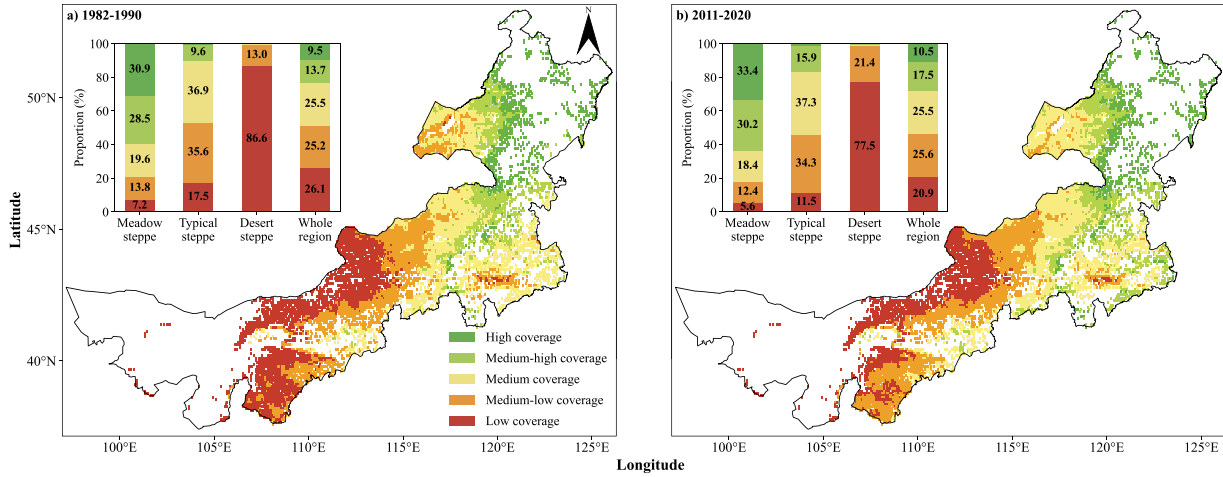 a) 1982-1990
N
100
80
60
40
20
0
Proportion (%)
30.9
28.5
19.6
13.8
7.2
9.6
36.9
35.6
17.5
13.0
86.6
9.5
13.7
25.5
25.2
26.1
Meadow steppe
Typical steppe
Desert steppe
Whole region
50°N
45°N
40°N
Latitude
High coverage
Medium-high coverage
Medium coverage
Medium-low coverage
Low coverage
100°E
105°E
110°E
115°E
120°E
125°E
b) 2011-2020
100
80
60
40
20
0
Proportion (%)
33.4
30.2
18.4
12.4
5.6
15.9
37.3
34.3
11.5
21.4
77.5
10.5
17.5
25.5
25.6
20.9
Meadow steppe
Typical steppe
Desert steppe
Whole region
100°E
105°E
110°E
115°E
120°E
125°E
Longitude